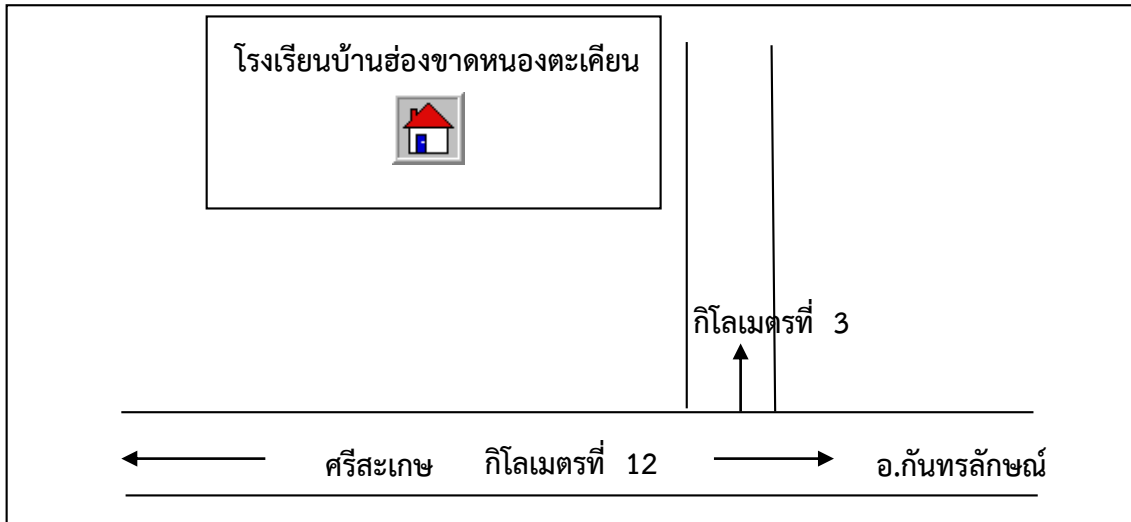 โรงเรียนบ้านฮ่องขาดหนองตะเคียน
กิโลเมตรที่ 3
ศรีสะเกษ กิโลเมตรที่ 12 อ.กันทรลักษณ์